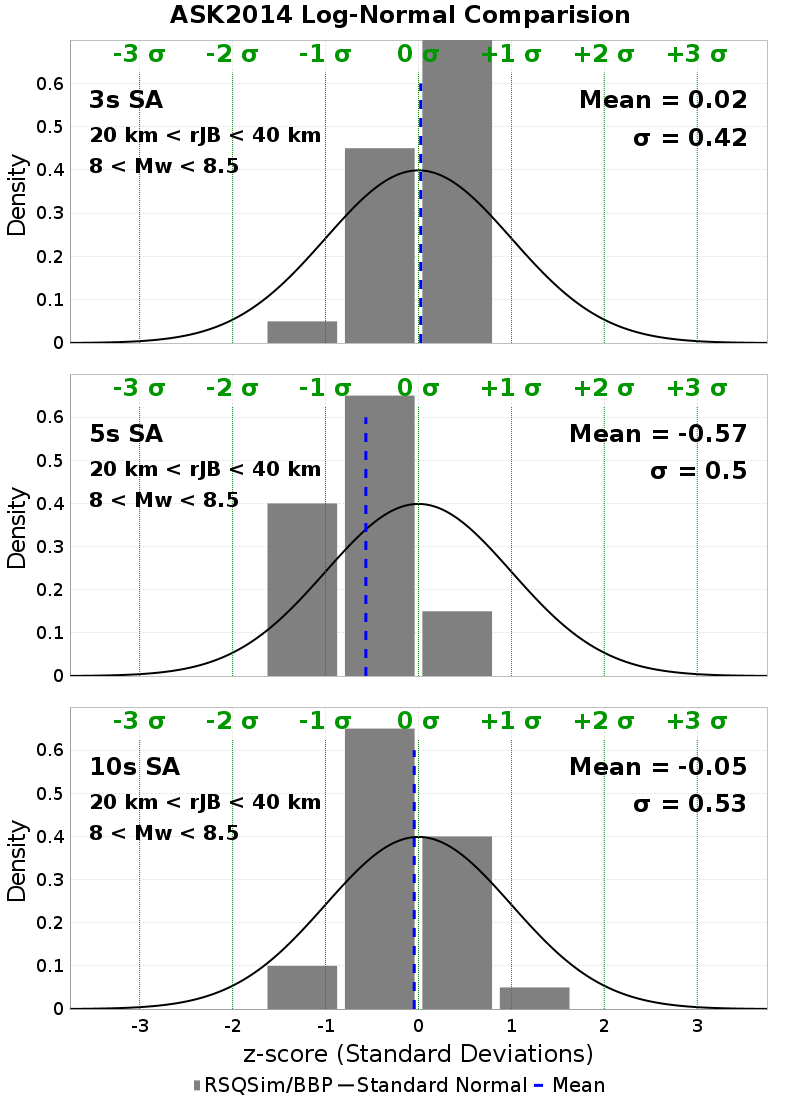 ASK2014 Log-Normal Comparision
-3 σ -2 σ -1 σ 0 σ +1 σ +2 σ +3 σ
3s SA
20 km < rJB < 40 km
8 < Mw < 8.5
Mean = 0.02
σ = 0.42
Density
0.6
0.5
0.4
0.3
0.2
0.1
0
-3 σ -2 σ -1 σ 0 σ +1 σ +2 σ +3 σ
5s SA
20 km < rJB < 40 km
8 < Mw < 8.5
Mean = -0.57
σ = 0.5
Density
0.6
0.5
0.4
0.3
0.2
0.1
0
-3 σ -2 σ -1 σ 0 σ +1 σ +2 σ +3 σ
10s SA
20 km < rJB < 40 km
8 < Mw < 8.5
Mean = -0.05
σ = 0.53
Density
0.6
0.5
0.4
0.3
0.2
0.1
0
-3 -2 -1 0 1 2 3
z-score (Standard Deviations)
RSQSim/BBP Standard Normal Mean